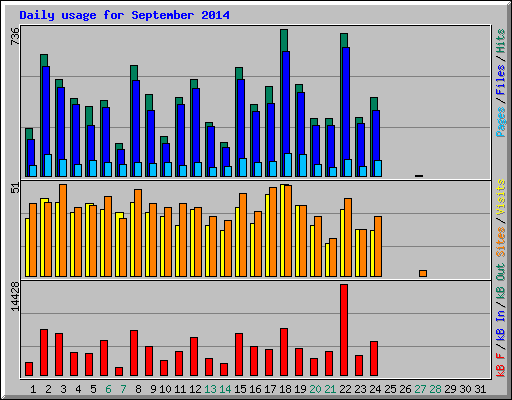 Daily usage for September 2014
736
51
14428
Pages / Files / Hits
Sites / Visits
kB F / kB In / kB Out
1 2 3 4 5 6 7 8 9 10 11 12 13 14 15 16 17 18 19 20 21 22 23 24 25 26 27 28 29 30 31